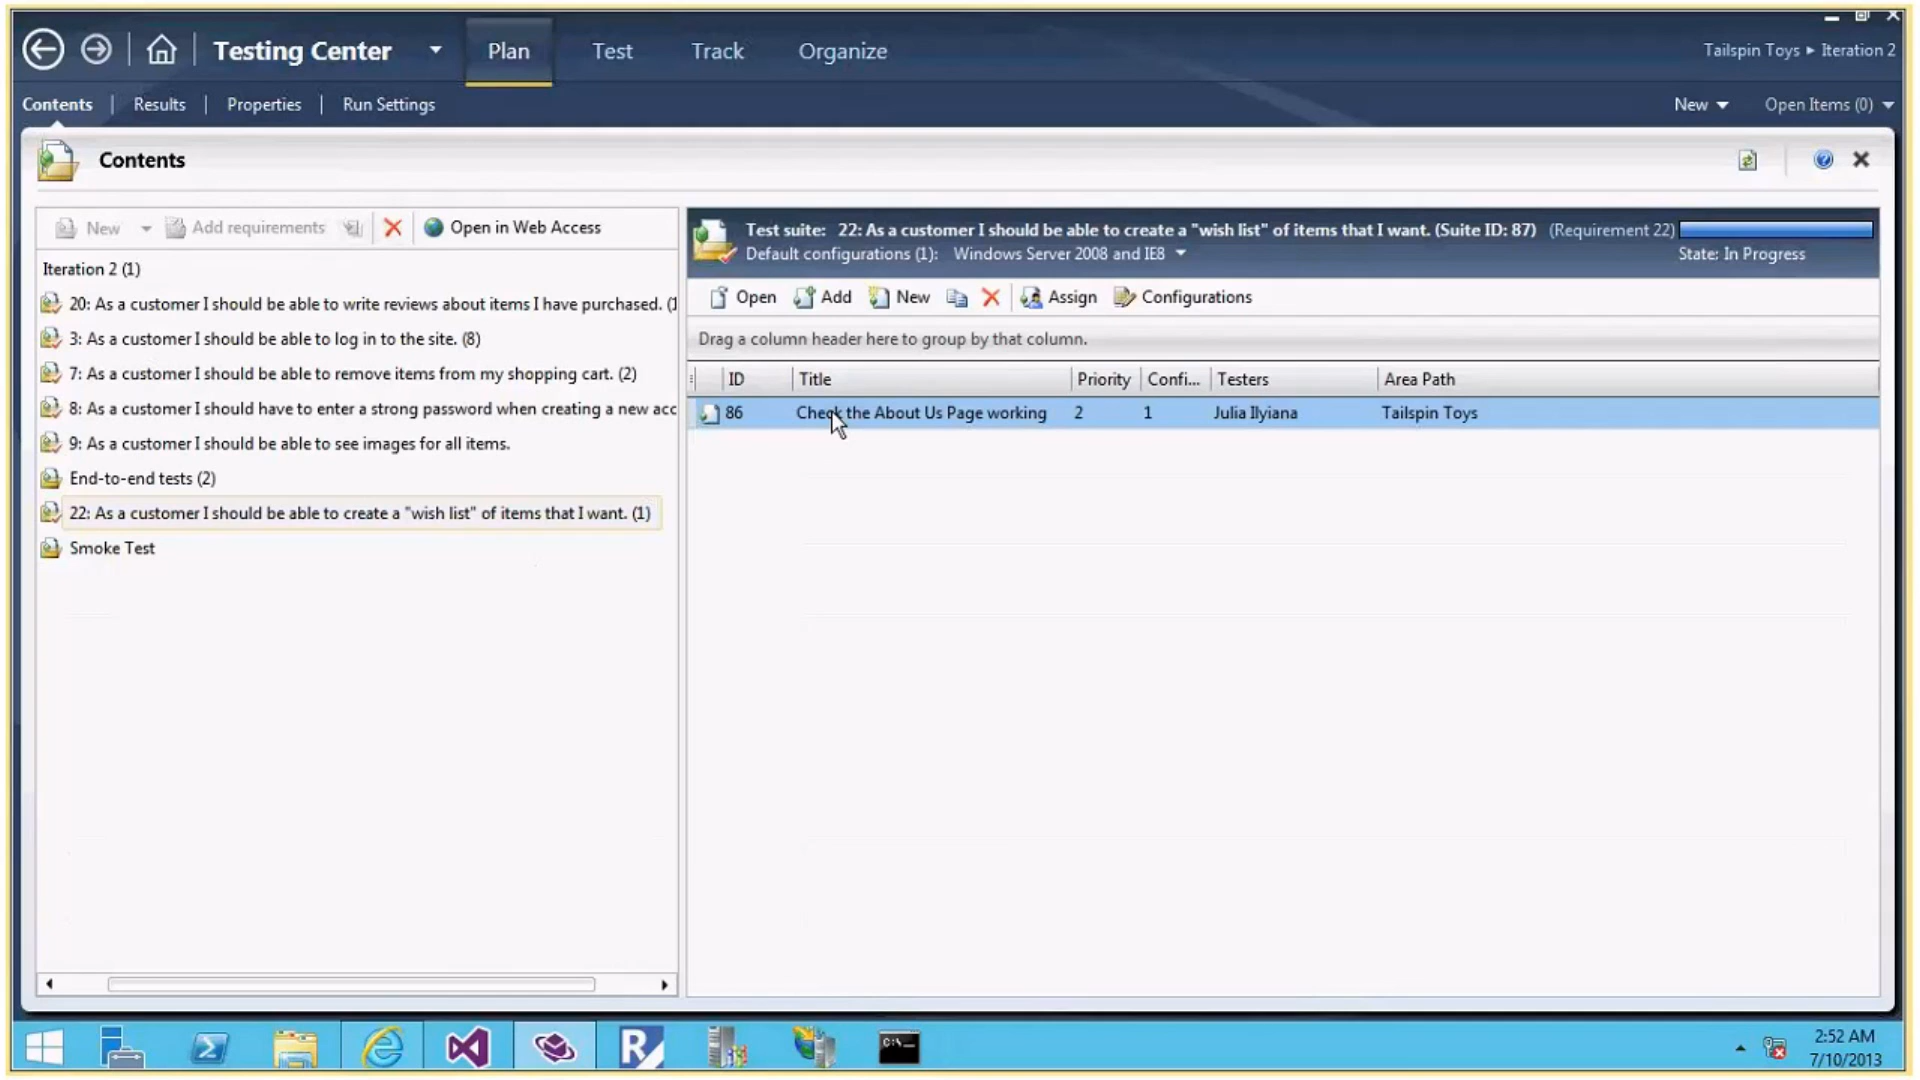 Testing Center
Plan
Test
Track
Organize
Tailspin Toys ▸ Iteration 2
Contents
Results
Properties
Run Settings
New
Open Items (0)
Contents
New
Add requirements
Open in Web Access
Iteration 2 (1)
20: As a customer I should be able to write reviews about items I have purchased. (1
3: As a customer I should be able to log in to the site. (8)
7: As a customer I should be able to remove items from my shopping cart. (2)
8: As a customer I should have to enter a strong password when creating a new acc
9: As a customer I should be able to see images for all items.
End-to-end tests (2)
22: As a customer I should be able to create a "wish list" of items that I want. (1)
Smoke Test
Test suite: 22: As a customer I should be able to create a "wish list" of items that I want. (Suite ID: 87) (Requirement 22)
Default configurations (1): Windows Server 2008 and IE8
State: In Progress
Open
Add
New
Assign
Configurations
Drag a column header here to group by that column.
ID Title Priority Confi... Testers Area Path
86 Check the About Us Page working 2 1 Julia Ilyiana Tailspin Toys
2:52 AM
7/10/2013